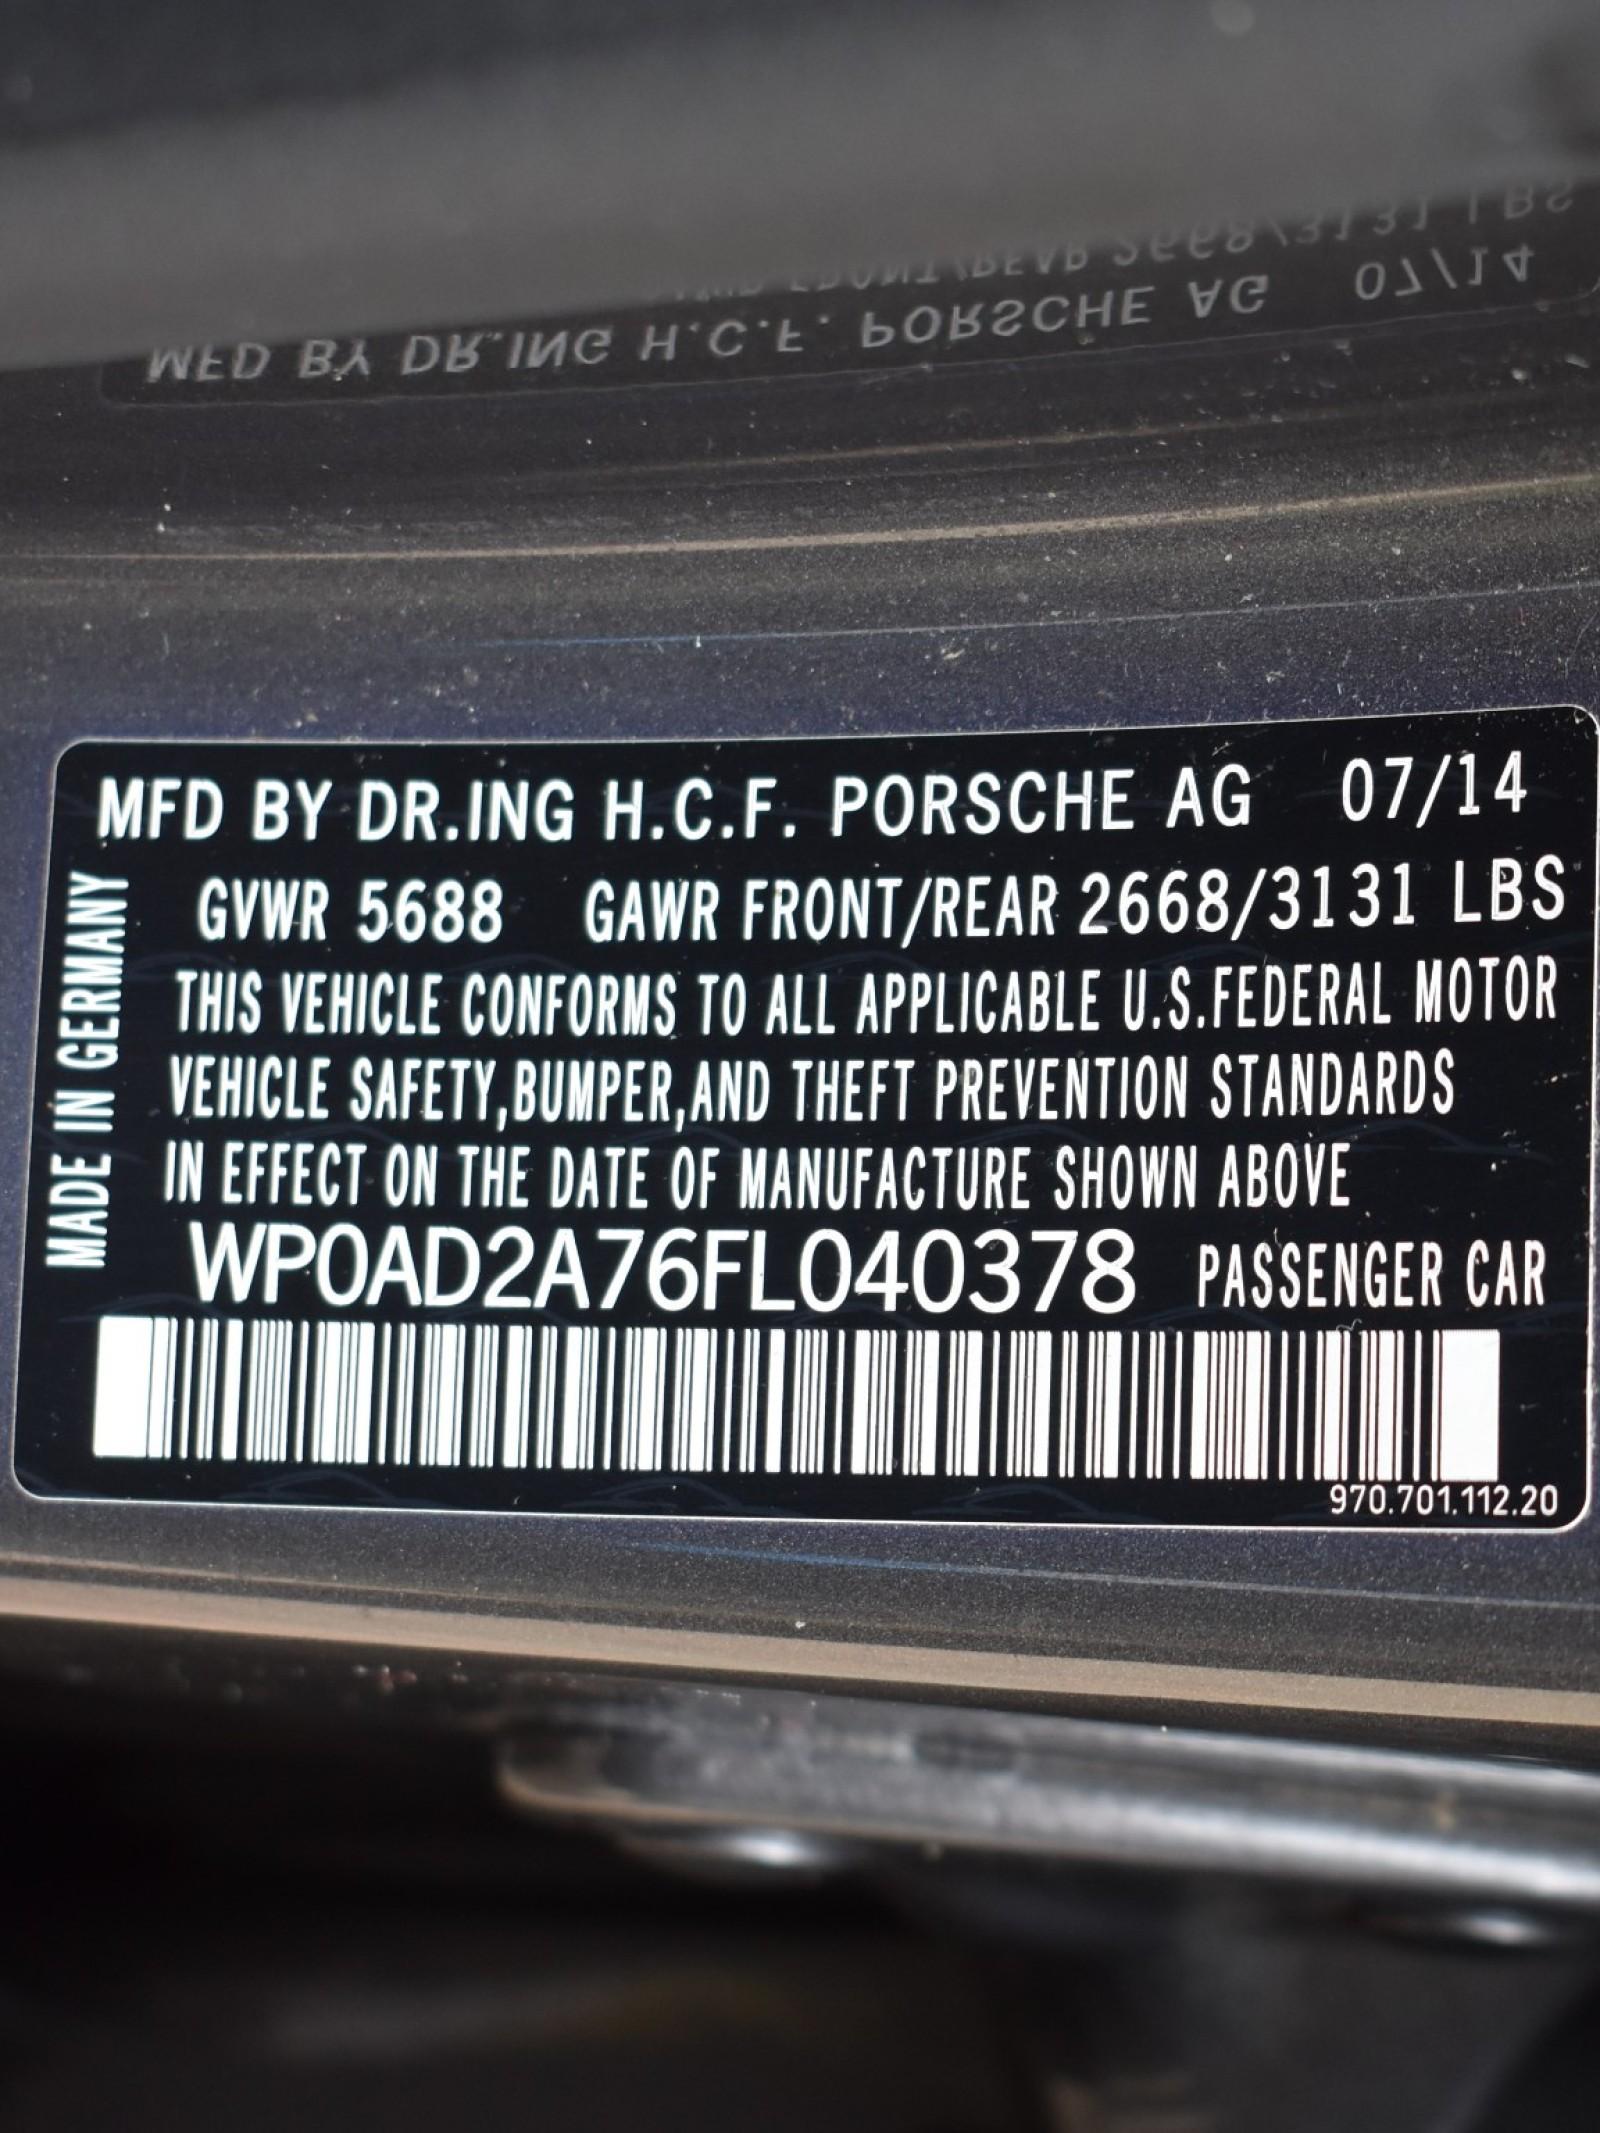 MFD BY DR.ING H.C.F. PORSCHE AG 07/14
MADE IN GERMANY
GVWR 5688 GAWR FRONT/REAR 2668/3131 LBS
THIS VEHICLE CONFORMS TO ALL APPLICABLE U.S.FEDERAL MOTOR
VEHICLE SAFETY,BUMPER,AND THEFT PREVENTION STANDARDS
IN EFFECT ON THE DATE OF MANUFACTURE SHOWN ABOVE
WP0AD2A76FL040378 PASSENGER CAR
970.701.112.20